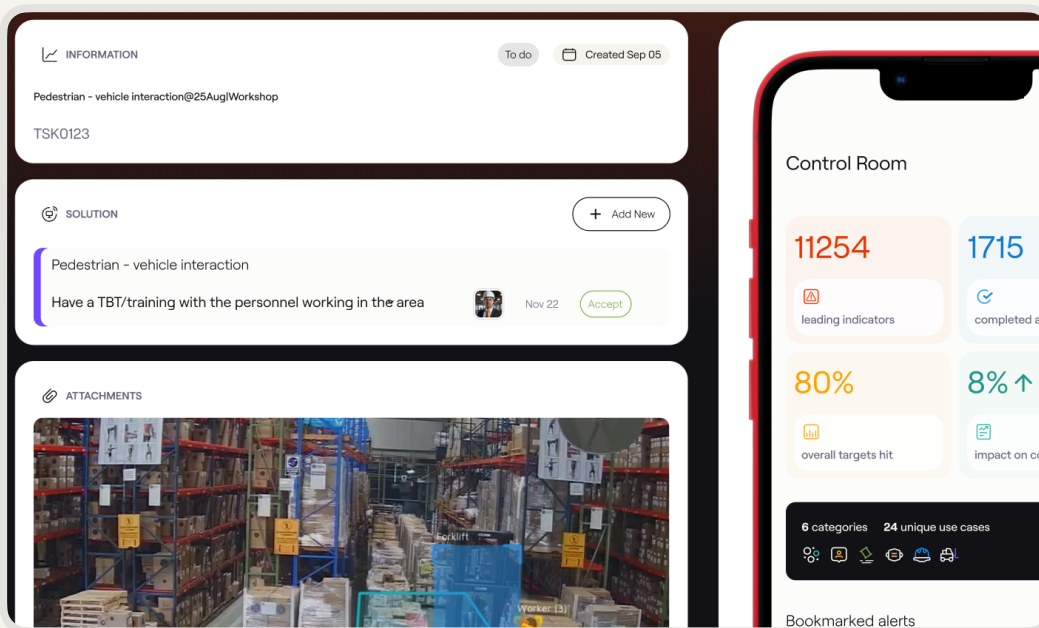 INFORMATION
To do
Created Sep 05
Pedestrian - vehicle interaction@25Aug|Workshop
TSK0123
SOLUTION
+ Add New
Pedestrian - vehicle interaction
Have a TBT/training with the personnel working in the area
Nov 22
Accept
ATTACHMENTS
Forklift
Worker (3)
Control Room
11254
leading indicators
1715
completed a
80%
overall targets hit
8% ↑
impact on co
6 categories 24 unique use cases
Bookmarked alerts